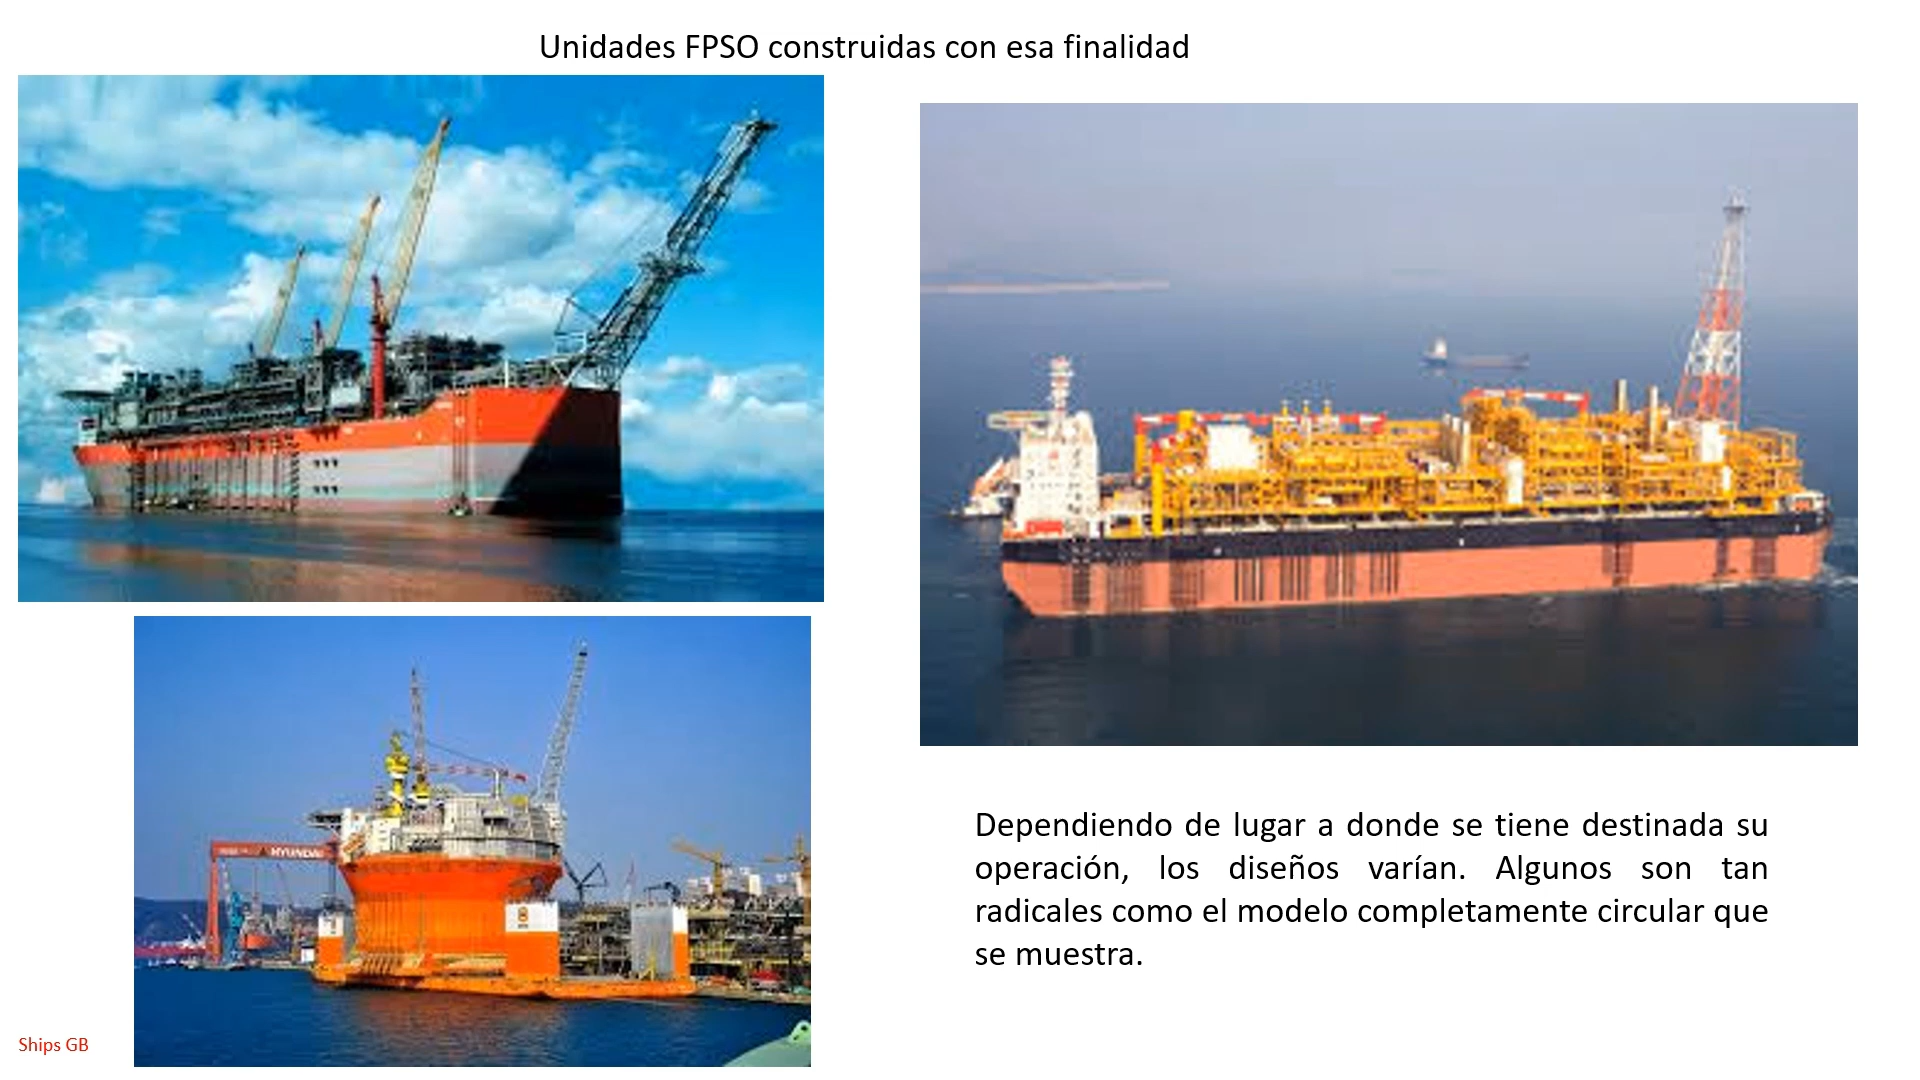 Unidades FPSO construidas con esa finalidad
HYUNDAI
Dependiendo de lugar a donde se tiene destinada su
operación, los diseños varían. Algunos son tan
radicales como el modelo completamente circular que
se muestra.
Ships GB